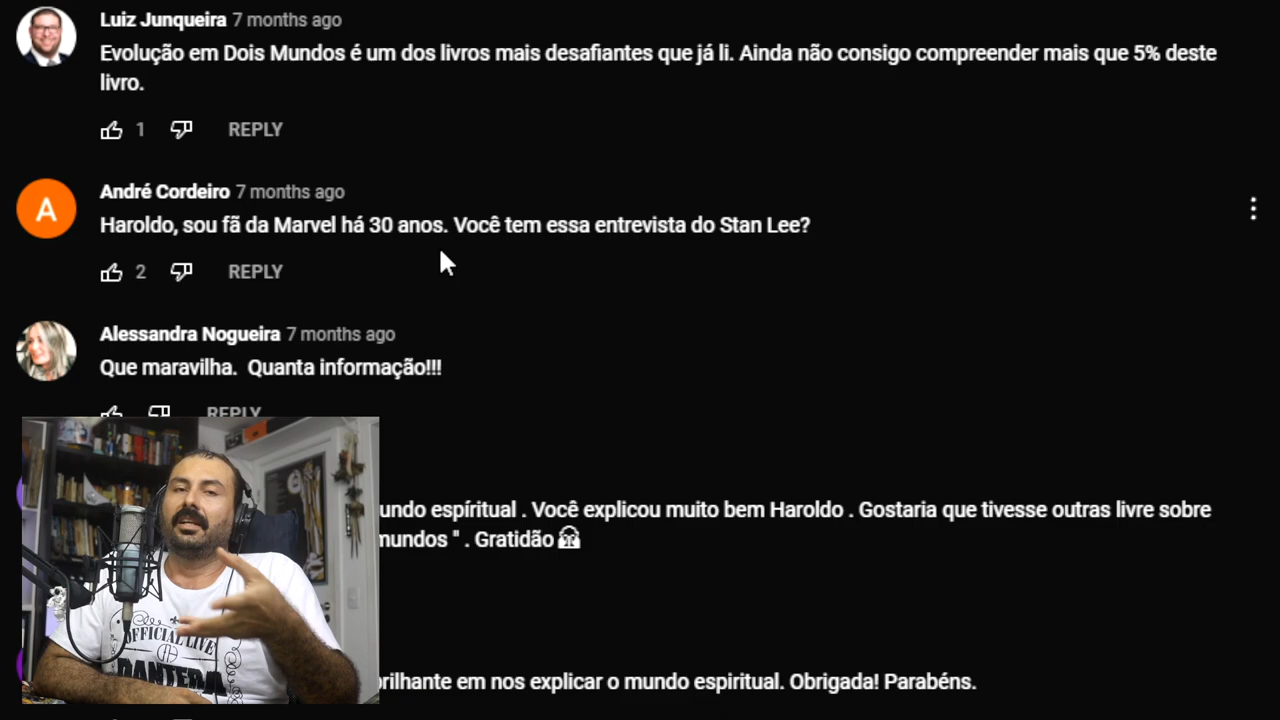 Luiz Junqueira 7 months ago
Evolução em Dois Mundos é um dos livros mais desafiantes que já li. Ainda não consigo compreender mais que 5% deste
livro.
1 REPLY
A
André Cordeiro 7 months ago
Haroldo, sou fã da Marvel há 30 anos. Você tem essa entrevista do Stan Lee?
2 REPLY
Alessandra Nogueira 7 months ago
Que maravilha. Quanta informação!!!
REPLY
undo espíritual . Você explicou muito bem Haroldo . Gostaria que tivesse outras livre sobre
mundos " . Gratidão
OFFICIAL LIVE
PANTERA
brilhante em nos explicar o mundo espiritual. Obrigada! Parabéns.